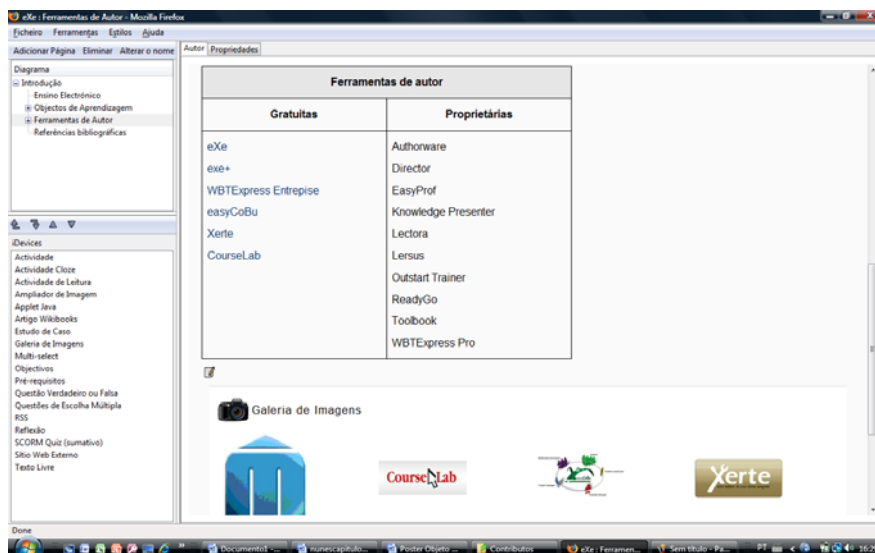 eXe : Ferramentas de Autor - Mozilla Firefox
Ficheiro Ferramentas Estilos Ajuda
Adicionar Página Eliminar Alterar o nome
Autor Propriedades
Diagrama
Introdução
Ensino Electrónico
Objectos de Aprendizagem
Ferramentas de Autor
Referências bibliográficas
iDevices
Actividade
Actividade Cloze
Actividade de Leitura
Ampliador de Imagem
Applet Java
Artigo Wikibooks
Estudo de Caso
Galeria de Imagens
Multi-select
Objectivos
Pré-requisitos
Questão Verdadeiro ou Falsa
Questões de Escolha Múltipla
RSS
Reflexão
SCORM Quiz (sumativo)
Sítio Web Externo
Texto Livre
Ferramentas de autor
Gratuitas Proprietárias
eXe Authorware
exe+ Director
WBTExpress Entrepise EasyProf
easyCoBu Knowledge Presenter
Xerte Lectora
CourseLab Lersus
Outstart Trainer
ReadyGo
Toolbook
WBTExpress Pro
Galeria de Imagens
CourseLab
Xerte
Done
Documento1 -... nunescapitulo... Poster Objeto ... Contributos eXe : Ferramen... Sem título - Pa... PT 16:26